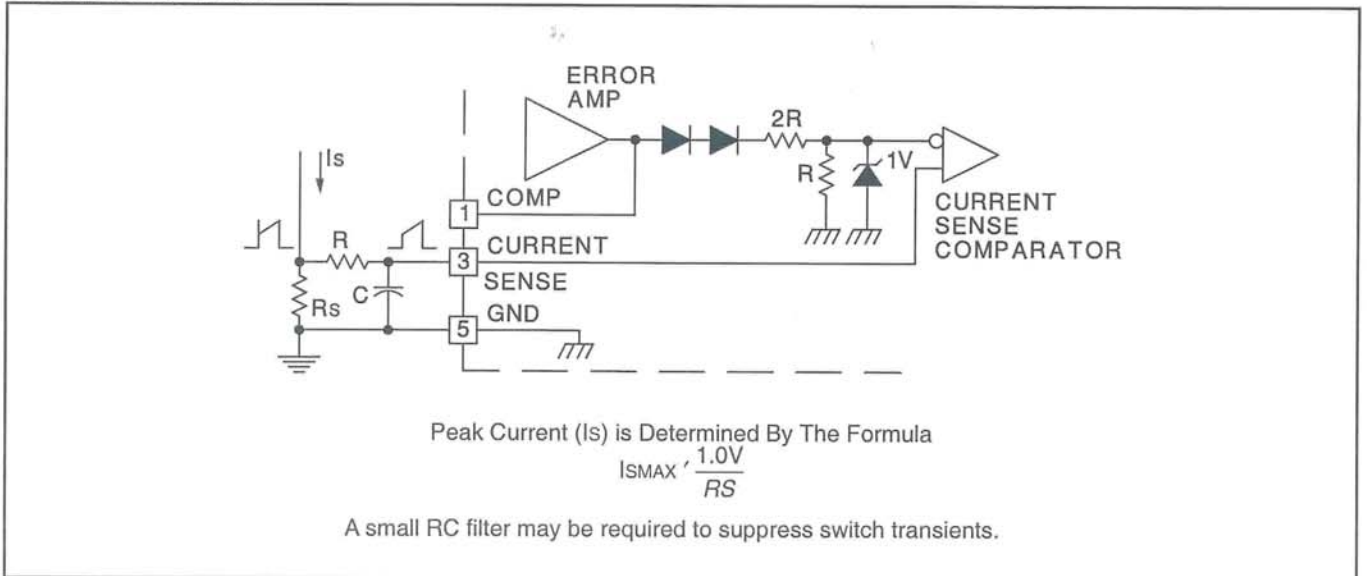 ERROR
AMP
2R
Is
R
1V
1
COMP
R
3
CURRENT
SENSE
C
Rs
5
GND
CURRENT
SENSE
COMPARATOR
Peak Current (Is) is Determined By The Formula
ISMAX ′ 1.0V
RS
A small RC filter may be required to suppress switch transients.